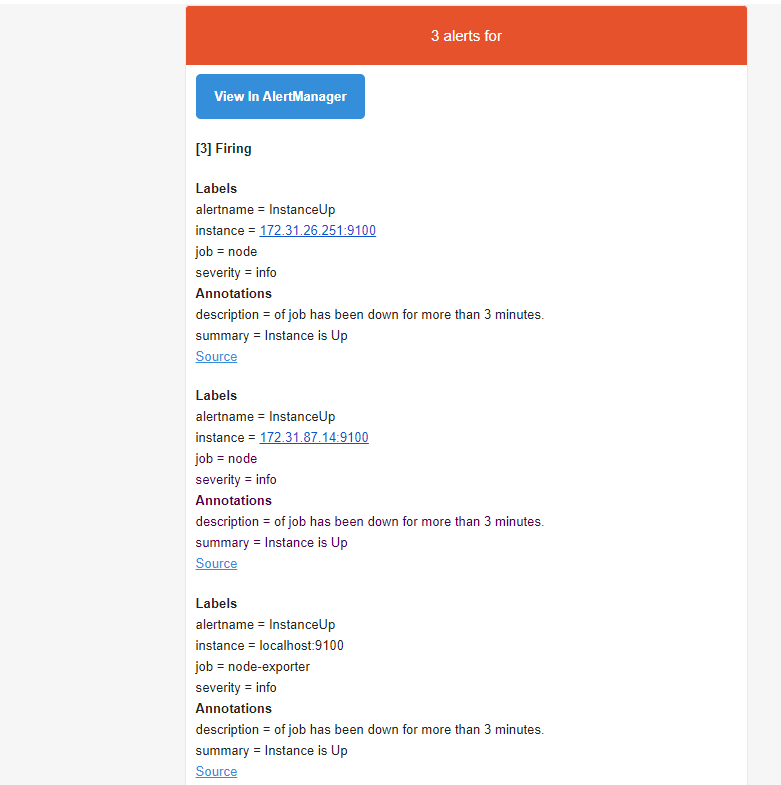 3 alerts for
View In AlertManager
[3] Firing
Labels
alertname = InstanceUp
instance = 172.31.26.251:9100
job = node
severity = info
Annotations
description = of job has been down for more than 3 minutes.
summary = Instance is Up
Source
Labels
alertname = InstanceUp
instance = 172.31.87.14:9100
job = node
severity = info
Annotations
description = of job has been down for more than 3 minutes.
summary = Instance is Up
Source
Labels
alertname = InstanceUp
instance = localhost:9100
job = node-exporter
severity = info
Annotations
description = of job has been down for more than 3 minutes.
summary = Instance is Up
Source